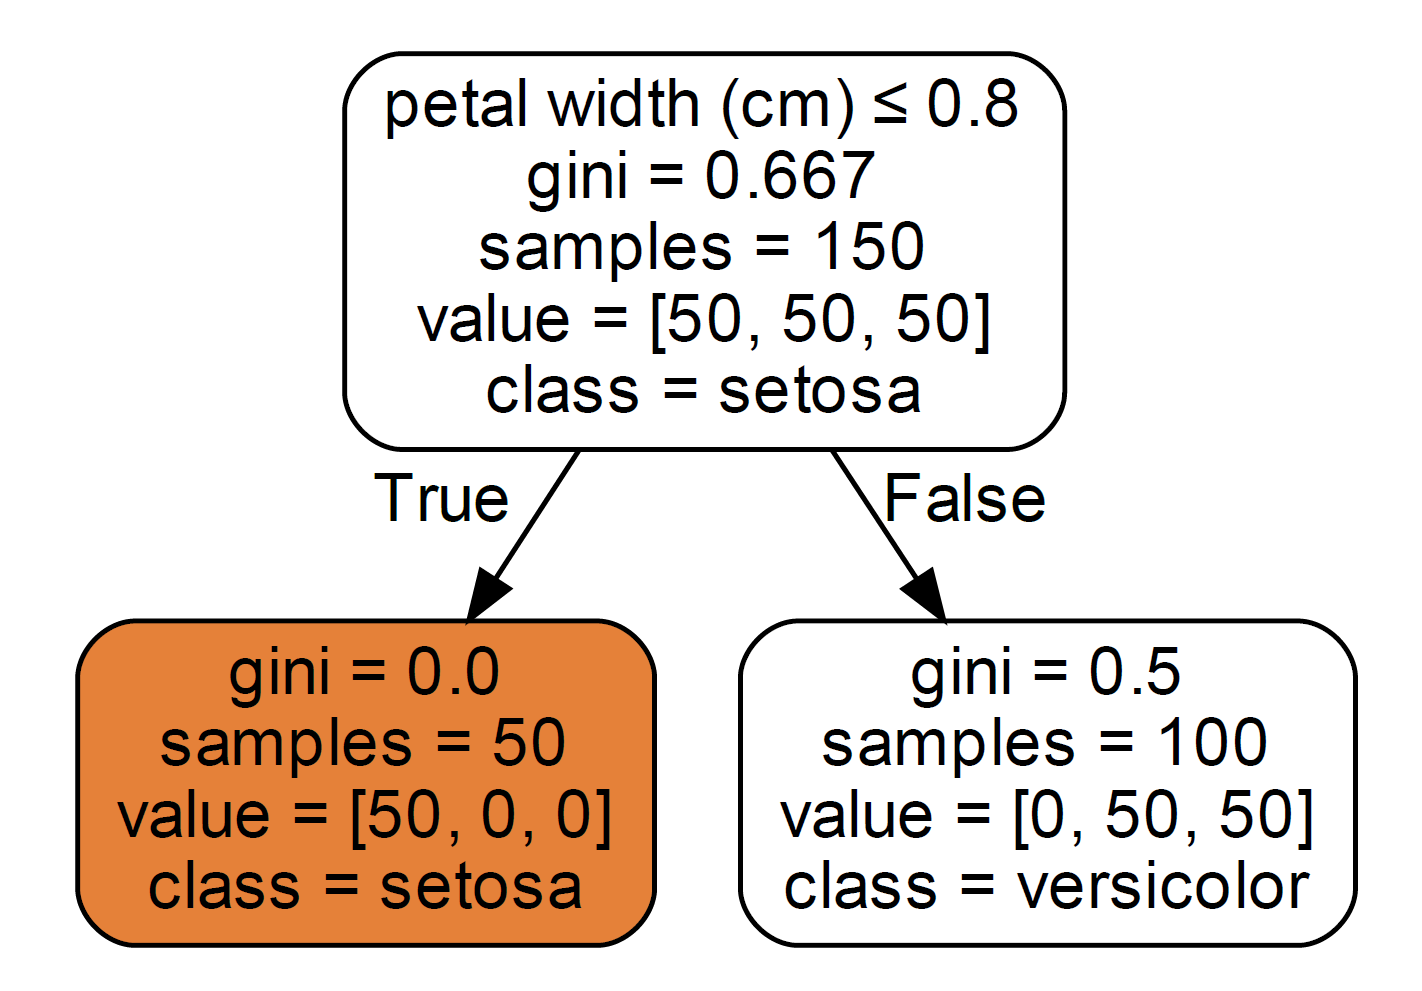 petal width (cm) ≤ 0.8
gini = 0.667
samples = 150
value = [50, 50, 50]
class = setosa
True
False
gini = 0.0
samples = 50
value = [50, 0, 0]
class = setosa
gini = 0.5
samples = 100
value = [0, 50, 50]
class = versicolor